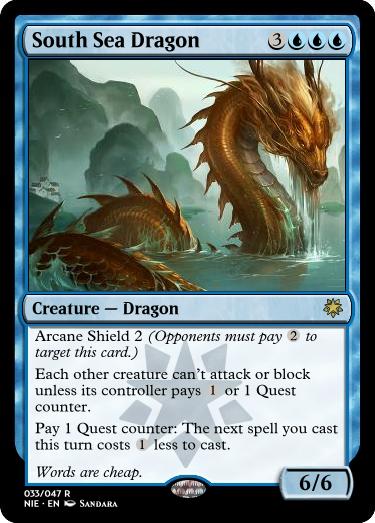 South Sea Dragon 3
Creature — Dragon
Arcane Shield 2 (Opponents must pay 2 to
target this card.)
Each other creature can't attack or block
unless its controller pays 1 or 1 Quest
counter.
Pay 1 Quest counter: The next spell you cast
this turn costs 1 less to cast.
Words are cheap.
6/6
033/047 R
NIE • EN SANDARA